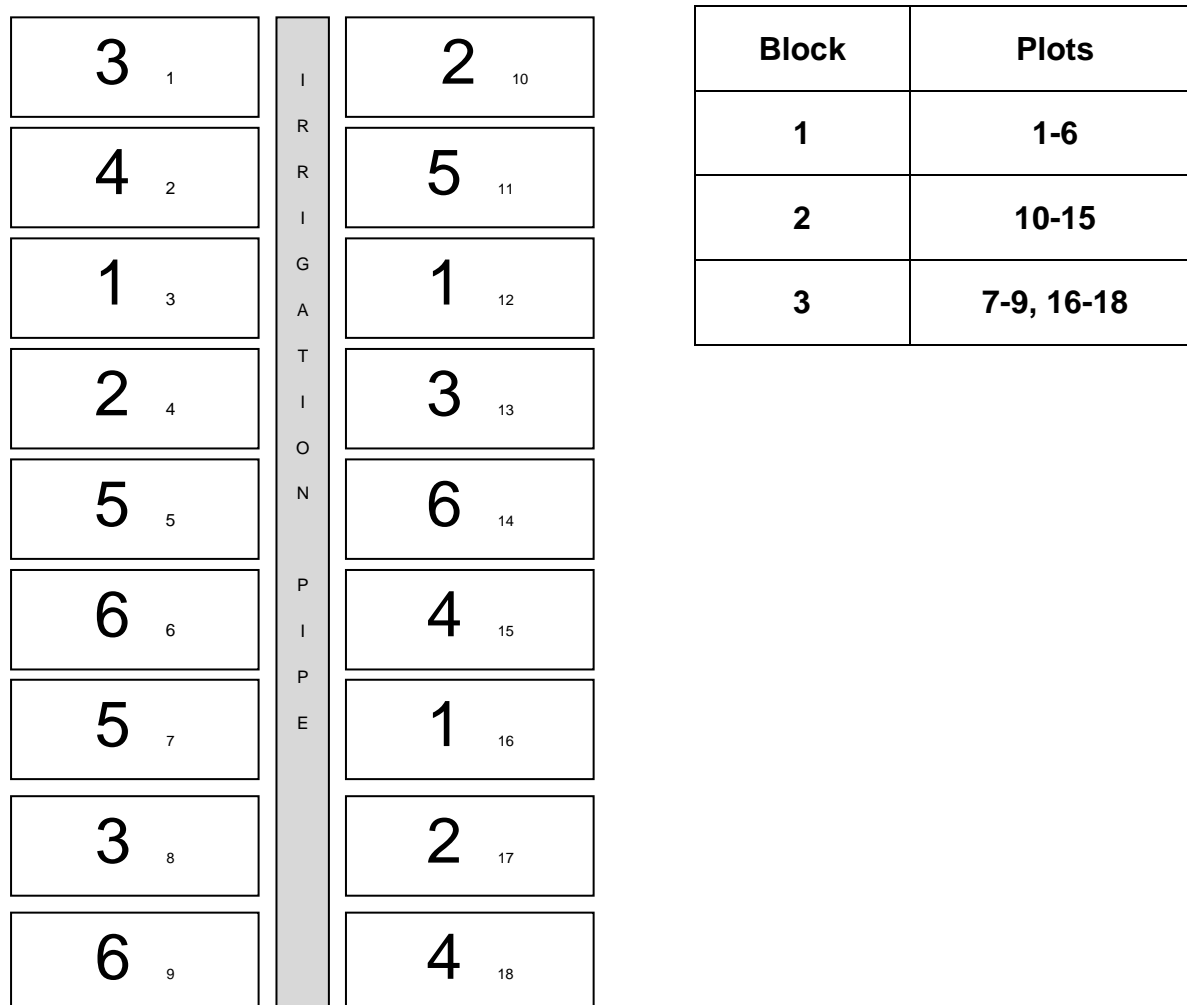 3 1
4 2
1 3
2 4
5 5
6 6
5 7
3 8
6 9
I
R
R
I
G
A
T
I
O
N
P
I
P
E
2 10
5 11
1 12
3 13
6 14
4 15
1 16
2 17
4 18
Block Plots
1 1-6
2 10-15
3 7-9, 16-18